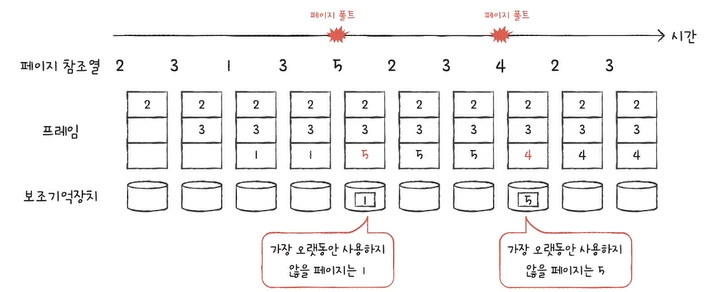 페이지 폴트 페이지 폴트
시간
페이지 참조열 2 3 1 3 5 2 3 4 2 3
2 2 2 2 2 2 2 2 2 2
프레임 3 3 3 3 3 3 3 3 3
1 1 5 5 5 4 4 4
보조기억장치 1 5
가장 오랫동안 사용하지
않을 페이지는 1
가장 오랫동안 사용하지
않을 페이지는 5